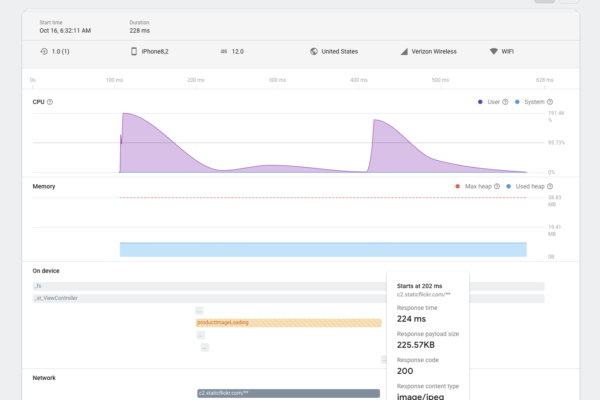 Start time
Duration
Oct 16, 6:32:11 AM
228 ms
1.0 (1)
iPhone8,2
12.0
United States
Verizon Wireless
WiFi
0s
100 ms
200 ms
300 ms
400 ms
500 ms
628 ms
CPU
User
System
191.46
%
95.73%
0%
Memory
Max heap
Used heap
38.83
MB
19.41
MB
0B
On device
_fs
_st_ViewController
...
productImageLoading
...
...
...
Starts at 202 ms
c2.staticflickr.com/**
Response time
224 ms
Response payload size
225.57KB
Response code
200
Response content type
image/jpeg
Network
c2.staticflickr.com/**